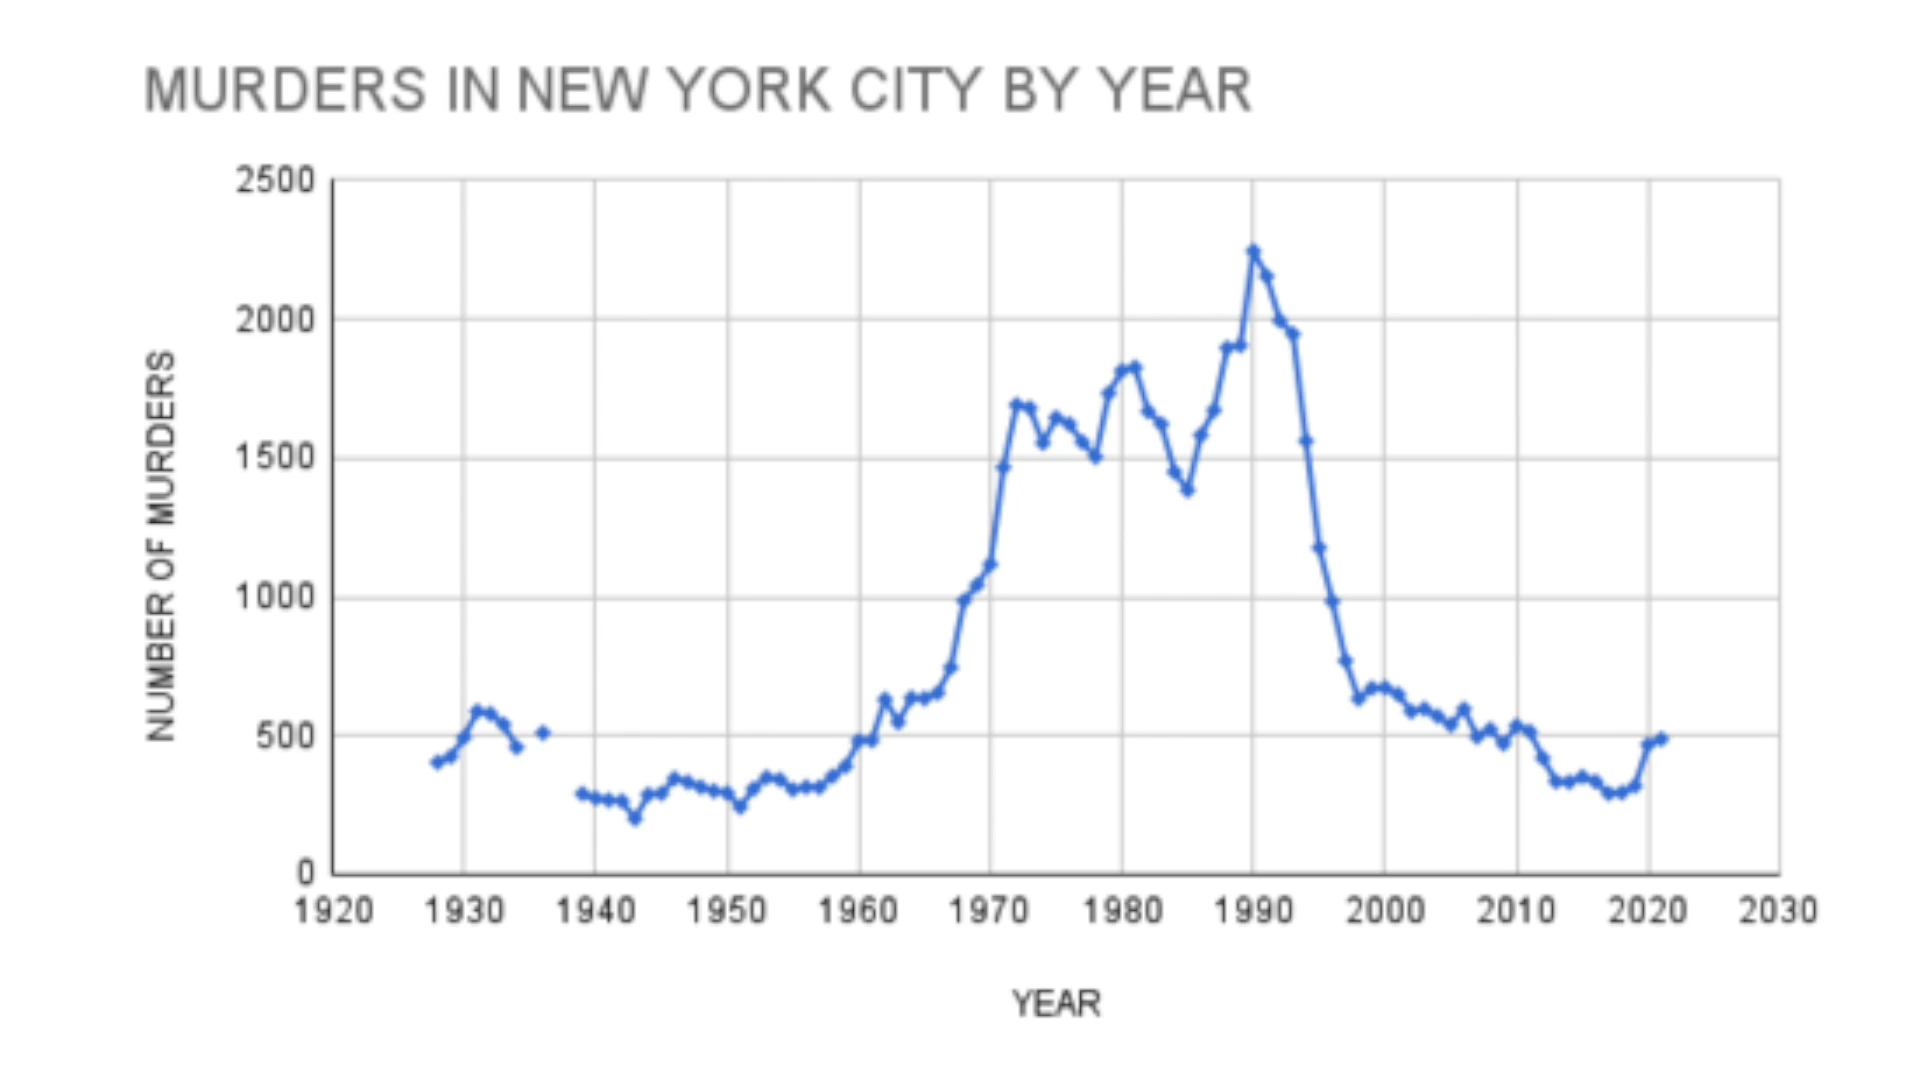 MURDERS IN NEW YORK CITY BY YEAR
2500
2000
1500
1000
500
0
NUMBER OF MURDERS
1920 1930 1940 1950 1960 1970 1980 1990 2000 2010 2020 2030
YEAR